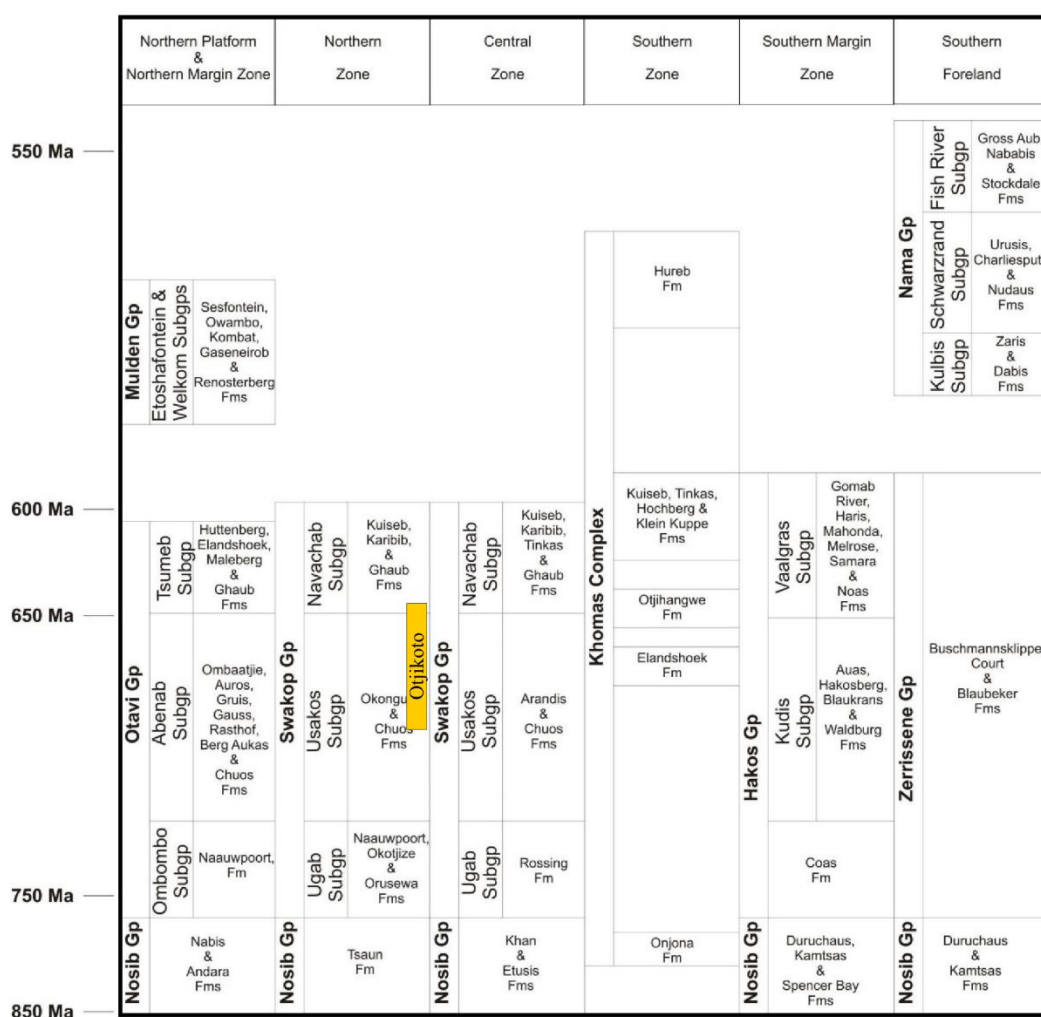 Northern Platform
&
Northern Margin Zone
Northern
Zone
Central
Zone
Southern
Zone
Southern Margin
Zone
Southern
Foreland
550 Ma
600 Ma
650 Ma
750 Ma
850 Ma
Mulden Gp
Etoshafontein &
Welkom Subgps
Sesfontein,
Owambo,
Kombat,
Gaseneirob
&
Renosterberg
Fms
Otavi Gp
Tsumeb
Subgp
Huttenberg,
Elandshoek,
Maleberg
&
Ghaub
Fms
Abenab
Subgp
Ombaatjie,
Auros,
Gruis,
Gauss,
Rasthof,
Berg Aukas
&
Chuos
Fms
Ombombo
Subgp
Naauwpoort,
Fm
Nosib Gp
Nabis
&
Andara
Fms
Swakop Gp
Navachab
Subgp
Kuiseb,
Karibib,
&
Ghaub
Fms
Usakos
Subgp
Okongu
&
Chuos
Fms
Otjikoto
Ugab
Subgp
Naauwpoort,
Okotjize
&
Orusewa
Fms
Nosib Gp
Tsaun
Fm
Swakop Gp
Navachab
Subgp
Kuiseb,
Karibib,
Tinkas
&
Ghaub
Fms
Usakos
Subgp
Arandis
&
Chuos
Fms
Ugab
Subgp
Rossing
Fm
Nosib Gp
Khan
&
Etusis
Fms
Khomas Complex
Hureb
Fm
Kuiseb, Tinkas,
Hochberg &
Klein Kuppe
Fms
Otjihangwe
Fm
Elandshoek
Fm
Onjona
Fm
Hakos Gp
Vaalgras
Subgp
Gomab
River,
Haris,
Mahonda,
Melrose,
Samara
&
Noas
Fms
Kudis
Subgp
Auas,
Hakosberg,
Blaukrans
&
Waldburg
Fms
Coas
Fm
Nosib Gp
Duruchaus,
Kamtsas
&
Spencer Bay
Fms
Nama Gp
Fish River
Subgp
Gross Aub
Nababis
&
Stockdale
Fms
Schwarzrand
Subgp
Urusis,
Charliesput
&
Nudaus
Fms
Kulbis
Subgp
Zaris
&
Dabis
Fms
Zerrissene Gp
Buschmannsklippe
Court
&
Blaubeker
Fms
Nosib Gp
Duruchaus
&
Kamtsas
Fms